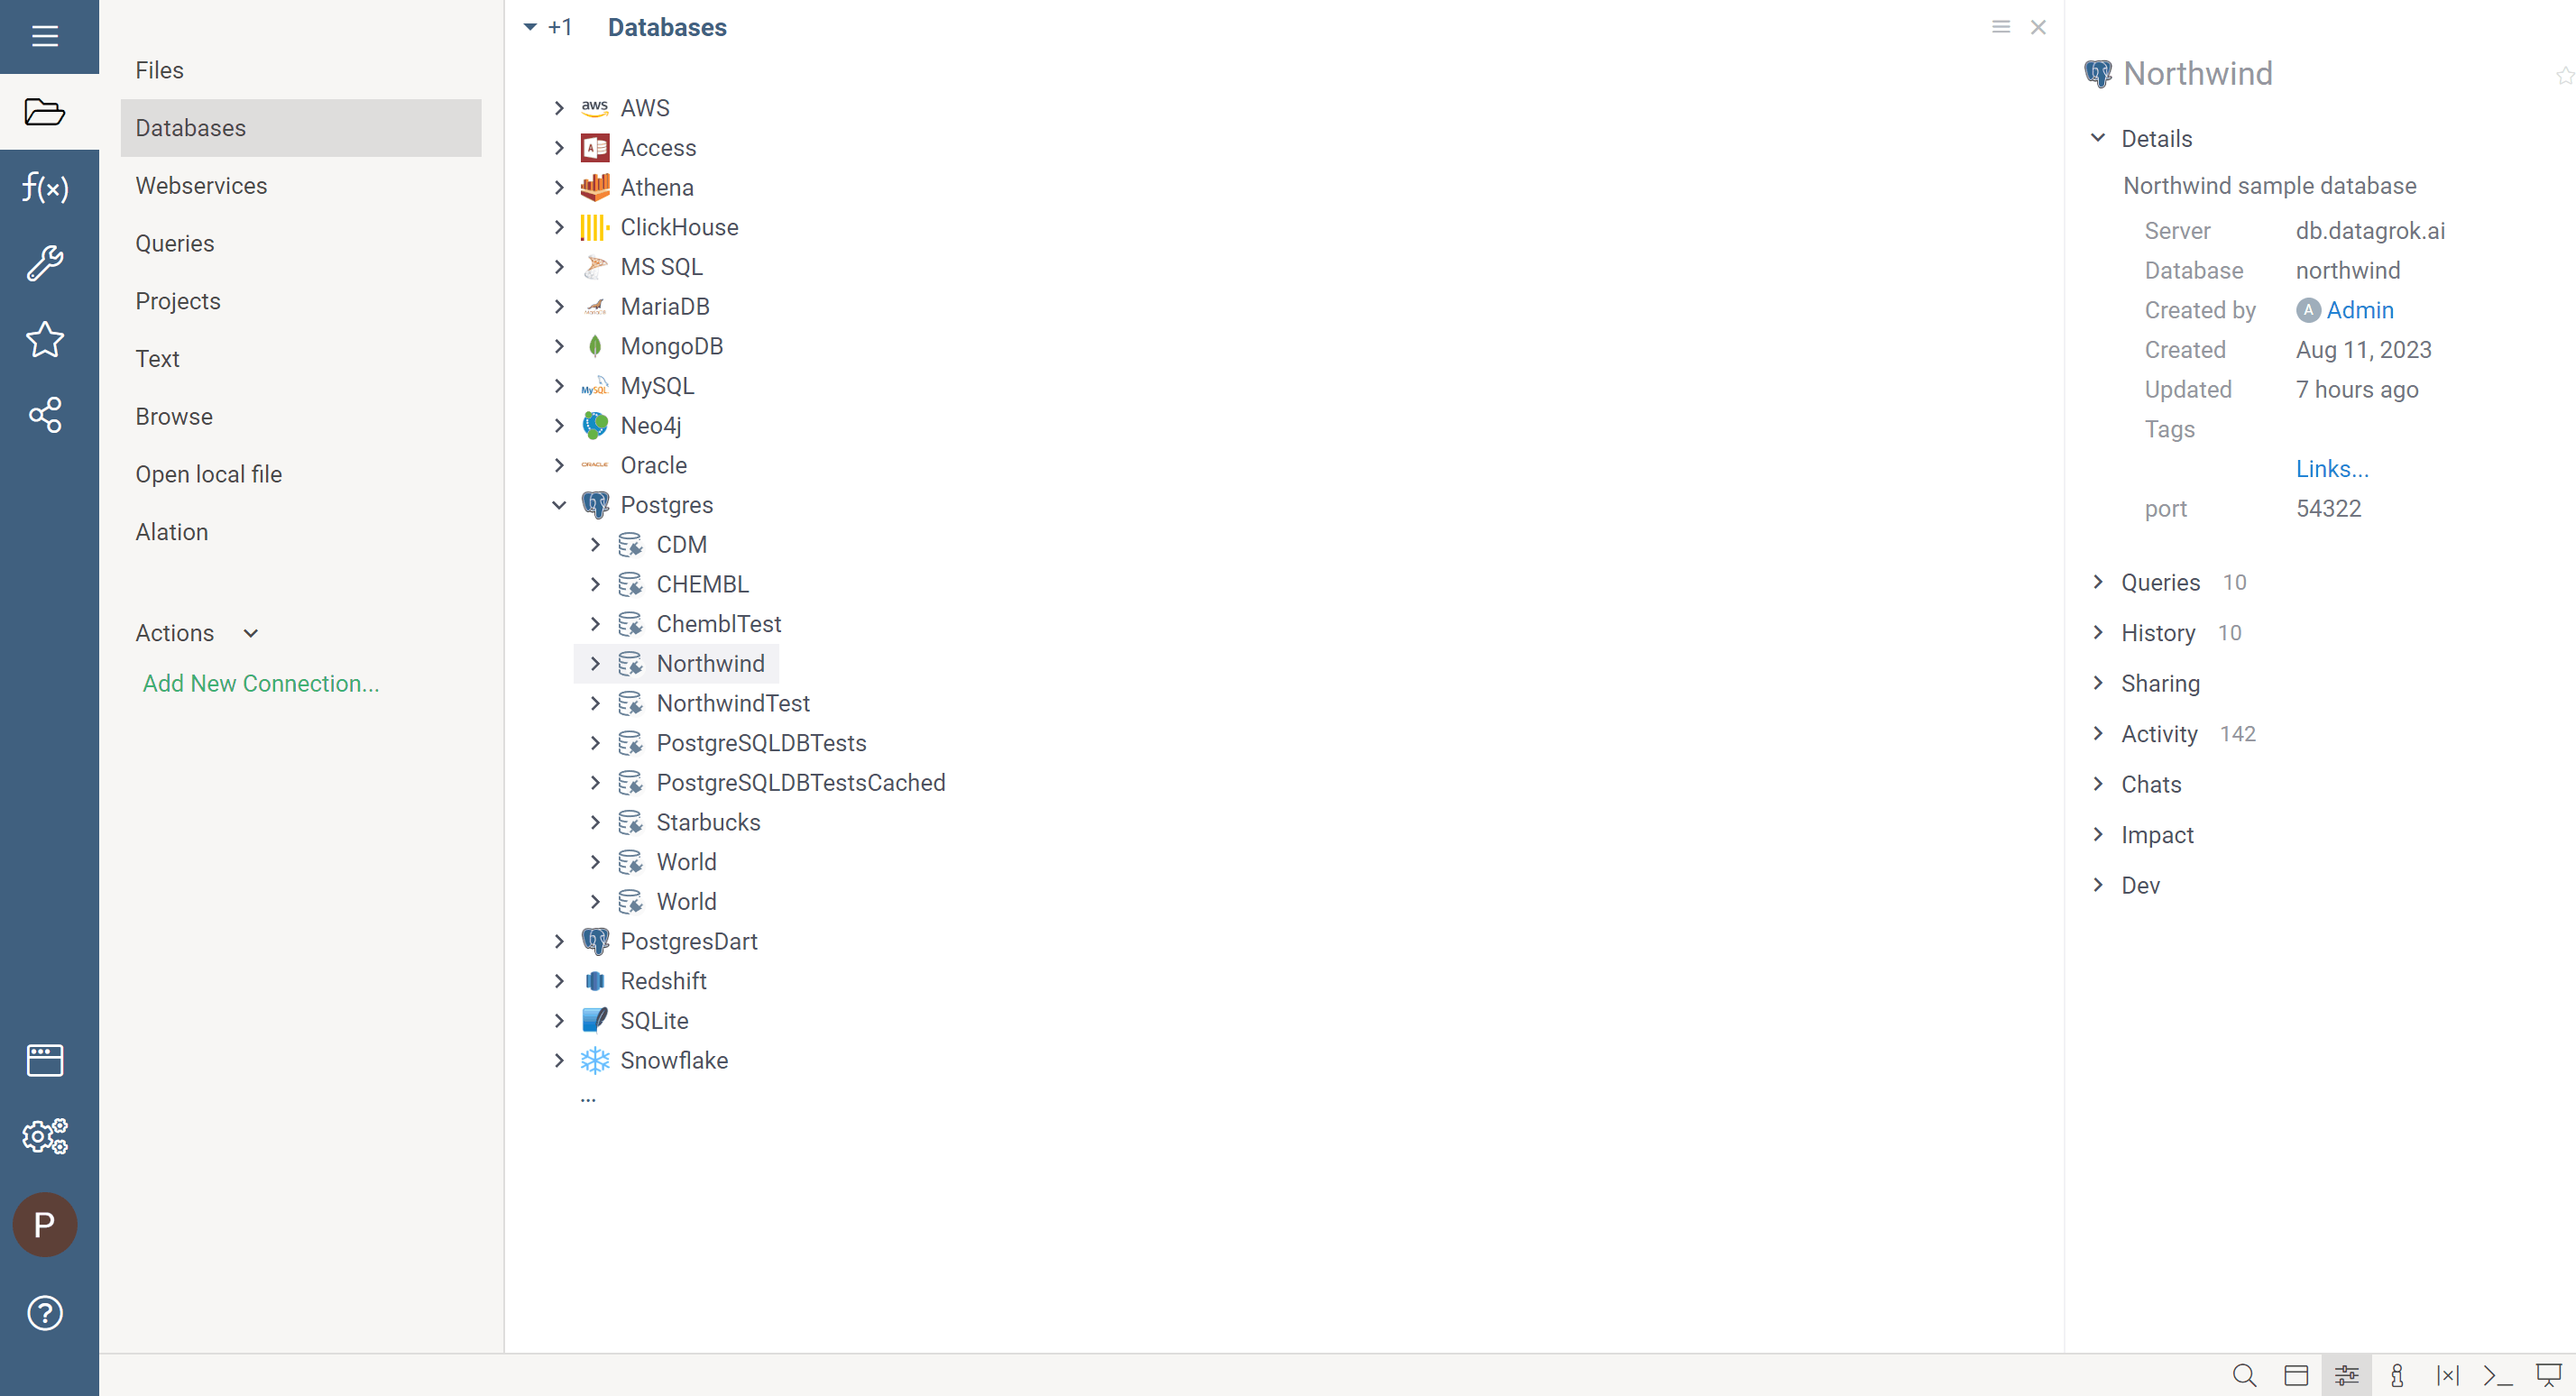 f(x)
P
?
Files
Databases
Webservices
Queries
Projects
Text
Browse
Open local file
Alation
Actions
Add New Connection...
+1 Databases
aws AWS
A Access
Athena
ClickHouse
MS SQL
MariaDB
MongoDB
MySQL MySQL
Neo4j
ORACLE Oracle
Postgres
CDM
CHEMBL
ChemblTest
Northwind
NorthwindTest
PostgreSQLDBTests
PostgreSQLDBTestsCached
Starbucks
World
World
PostgresDart
Redshift
SQLite
Snowflake
...
Northwind
Details
Northwind sample database
Server db.datagrok.ai
Database northwind
Created by A Admin
Created Aug 11, 2023
Updated 7 hours ago
Tags
Links...
port 54322
Queries 10
History 10
Sharing
Activity 142
Chats
Impact
Dev
|x|